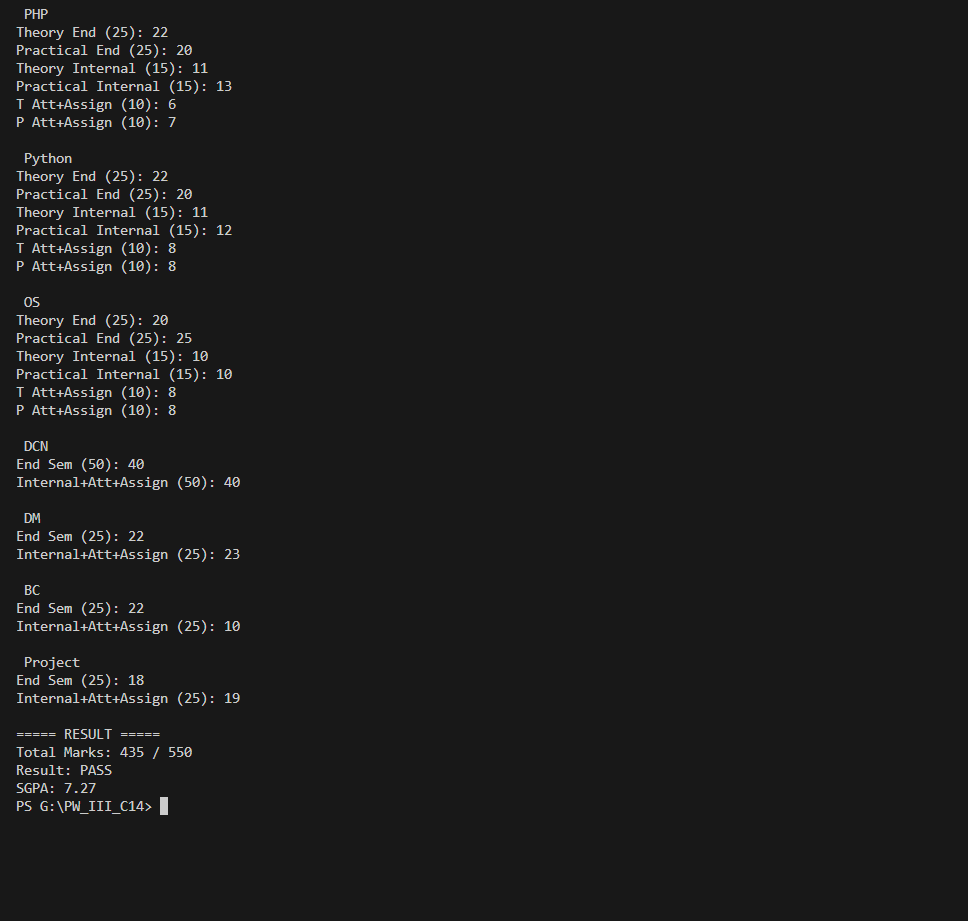 PHP
Theory End (25): 22
Practical End (25): 20
Theory Internal (15): 11
Practical Internal (15): 13
T Att+Assign (10): 6
P Att+Assign (10): 7

Python
Theory End (25): 22
Practical End (25): 20
Theory Internal (15): 11
Practical Internal (15): 12
T Att+Assign (10): 8
P Att+Assign (10): 8

OS
Theory End (25): 20
Practical End (25): 25
Theory Internal (15): 10
Practical Internal (15): 10
T Att+Assign (10): 8
P Att+Assign (10): 8

DCN
End Sem (50): 40
Internal+Att+Assign (50): 40

DM
End Sem (25): 22
Internal+Att+Assign (25): 23

BC
End Sem (25): 22
Internal+Att+Assign (25): 10

Project
End Sem (25): 18
Internal+Att+Assign (25): 19

===== RESULT =====
Total Marks: 435 / 550
Result: PASS
SGPA: 7.27
PS G:\PW_III_C14>